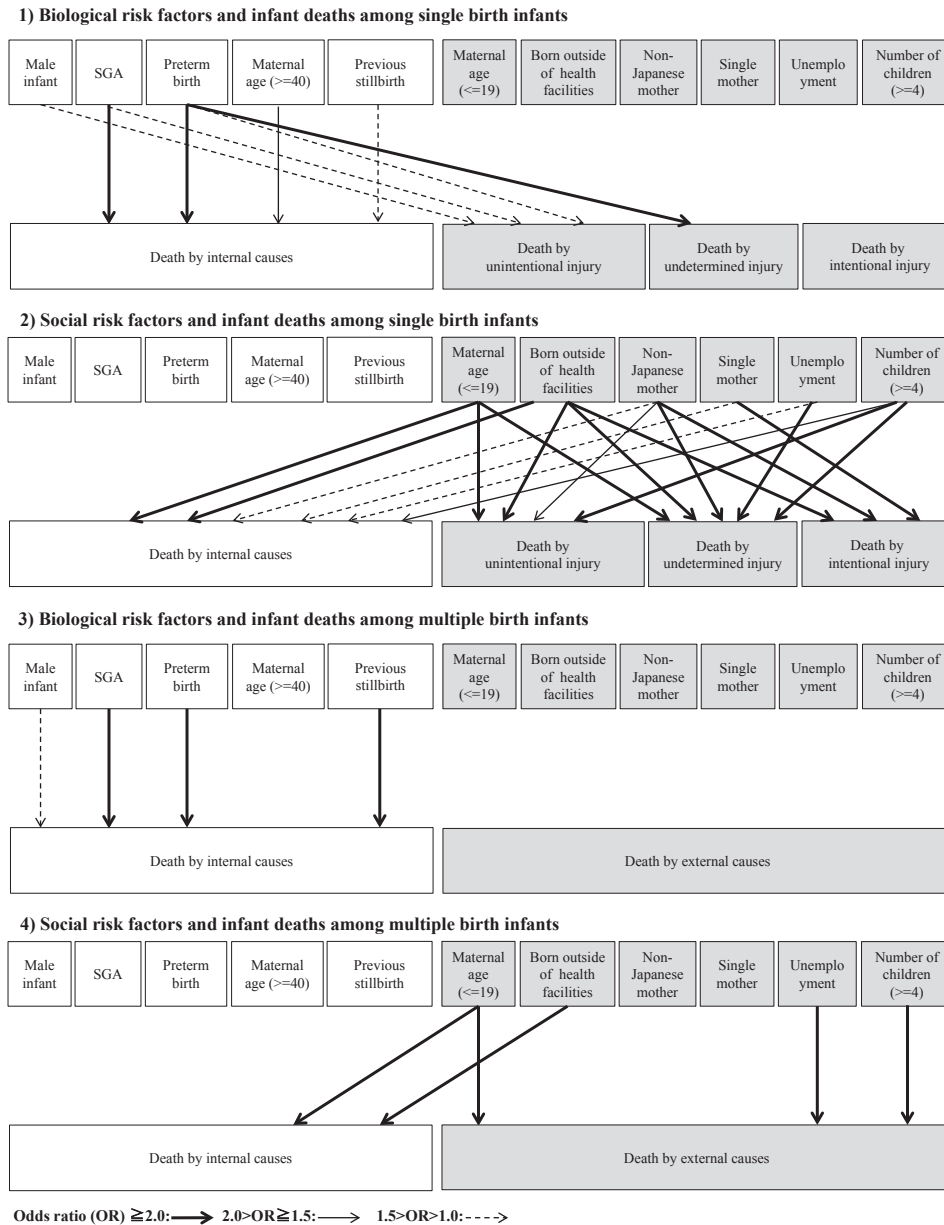 1) Biological risk factors and infant deaths among single birth infants
Male
infant
SGA
Preterm
birth
Maternal
age (>=40)
Previous
stillbirth
Maternal
age
(<=19)
Born outside
of health
facilities
Non-
Japanese
mother
Single
mother
Unemplo
yment
Number of
children
(>=4)
Death by internal causes
Death by
unintentional injury
Death by
undetermined injury
Death by
intentional injury
2) Social risk factors and infant deaths among single birth infants
Male
infant
SGA
Preterm
birth
Maternal
age (>=40)
Previous
stillbirth
Maternal
age
(<=19)
Born outside
of health
facilities
Non-
Japanese
mother
Single
mother
Unemplo
yment
Number of
children
(>=4)
Death by internal causes
Death by
unintentional injury
Death by
undetermined injury
Death by
intentional injury
3) Biological risk factors and infant deaths among multiple birth infants
Male
infant
SGA
Preterm
birth
Maternal
age (>=40)
Previous
stillbirth
Maternal
age
(<=19)
Born outside
of health
facilities
Non-
Japanese
mother
Single
mother
Unemplo
yment
Number of
children
(>=4)
Death by internal causes
Death by external causes
4) Social risk factors and infant deaths among multiple birth infants
Male
infant
SGA
Preterm
birth
Maternal
age (>=40)
Previous
stillbirth
Maternal
age
(<=19)
Born outside
of health
facilities
Non-
Japanese
mother
Single
mother
Unemplo
yment
Number of
children
(>=4)
Death by internal causes
Death by external causes
Odds ratio (OR) ≧2.0: 2.0>OR≧1.5: 1.5>OR>1.0: